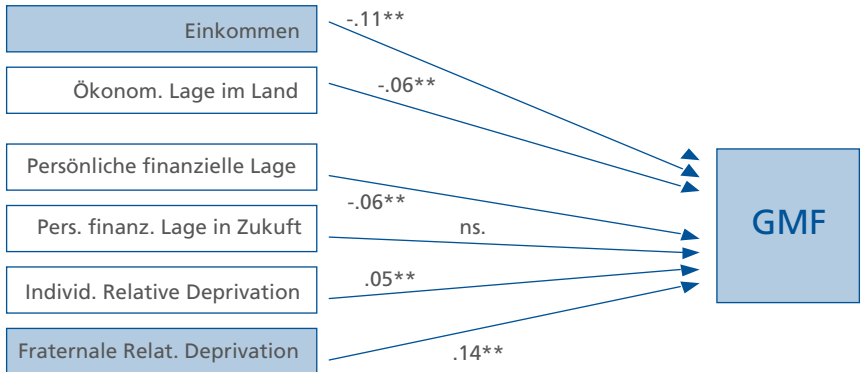 Einkommen
-.11**
Ökonom. Lage im Land
-.06**
Persönliche finanzielle Lage
-.06**
Pers. finanz. Lage in Zukunft
ns.
Individ. Relative Deprivation
.05**
Fraternale Relat. Deprivation
.14**
GMF